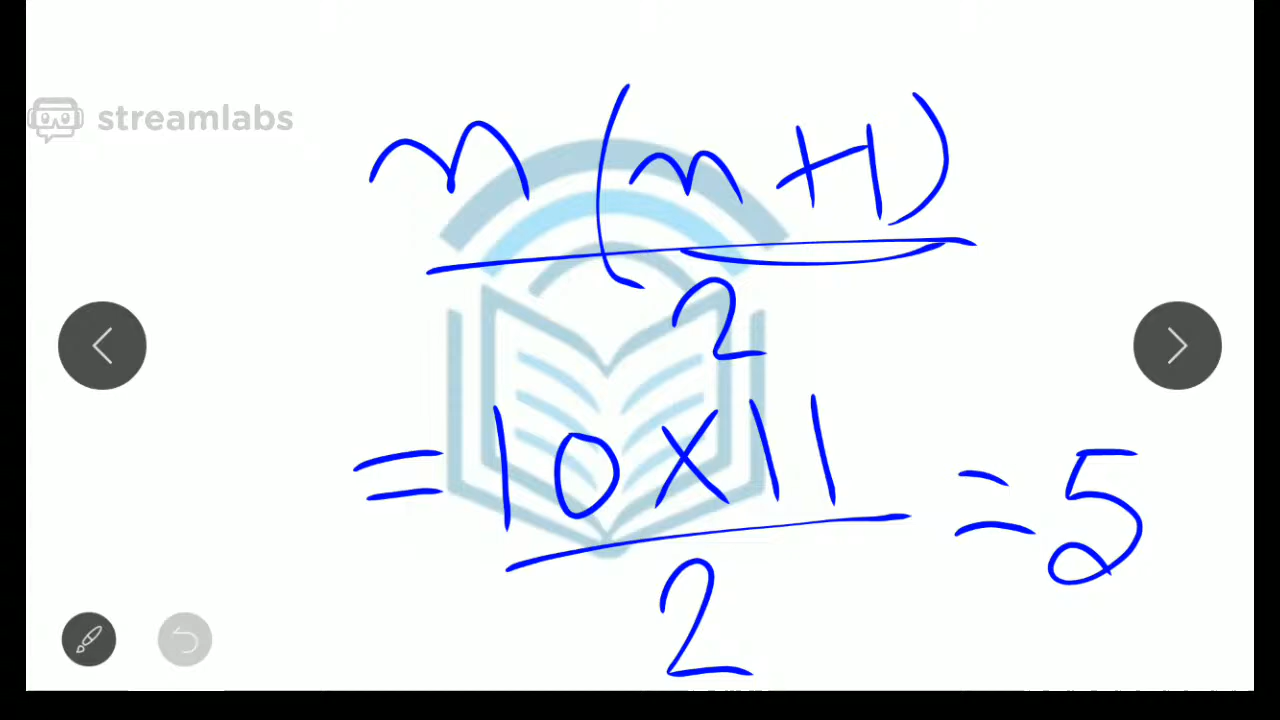 streamlabs
n(n+1)
2
= 10×11 = 5
2